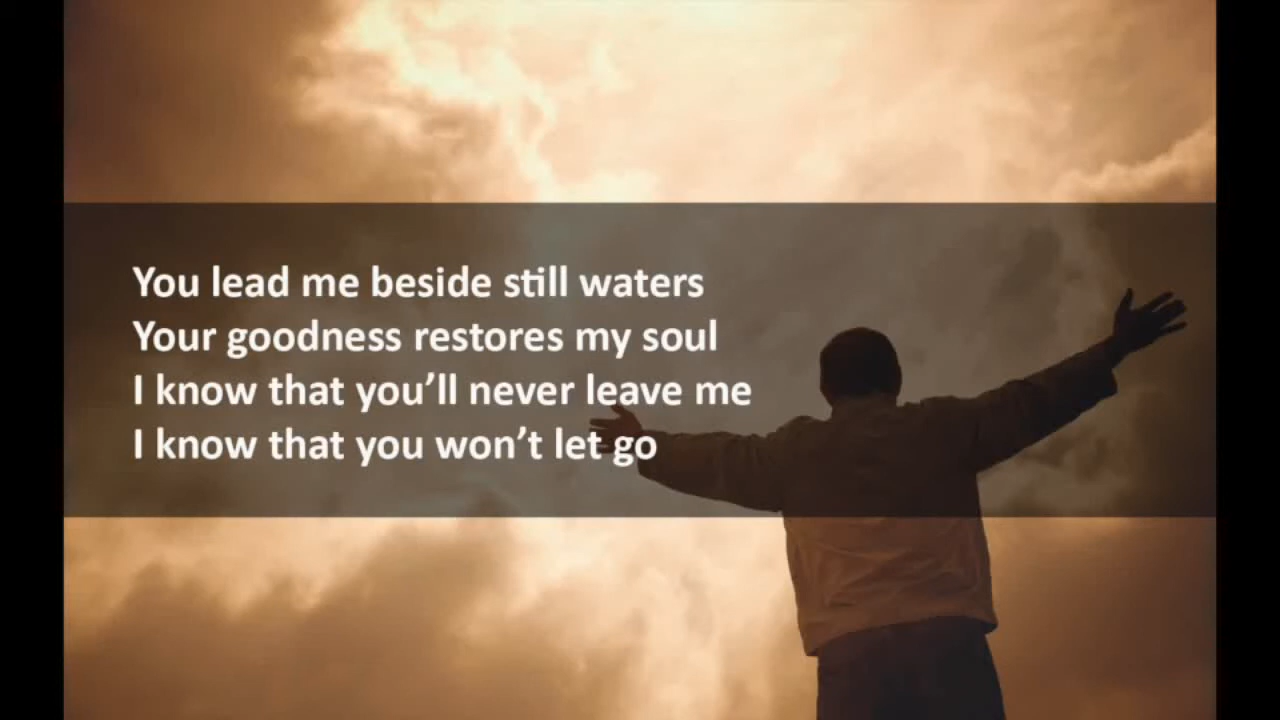 You lead me beside still waters
Your goodness restores my soul
I know that you’ll never leave me
I know that you won’t let go